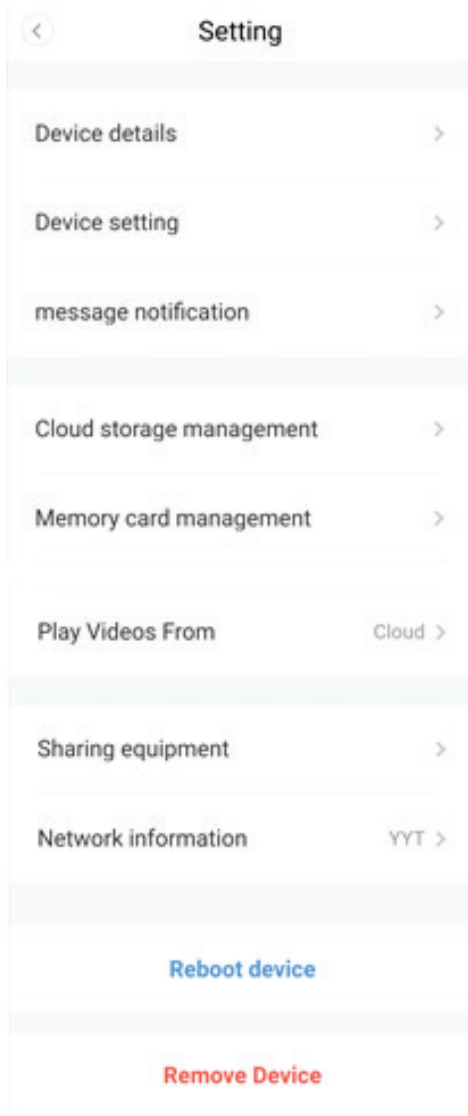 Setting
Device details
Device setting
message notification
Cloud storage management
Memory card management
Play Videos From Cloud
Sharing equipment
Network information YYT
Reboot device
Remove Device